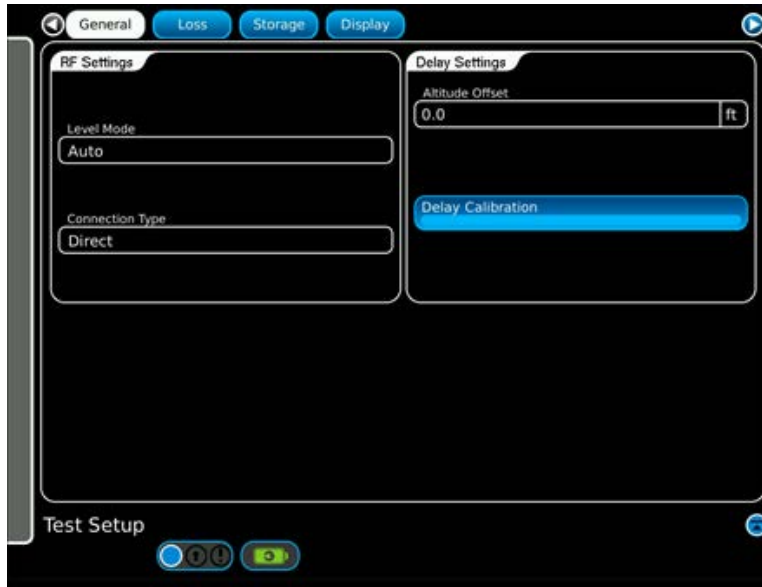 General Loss Storage Display
RF Settings
Level Mode
Auto
Connection Type
Direct
Delay Settings
Altitude Offset
0.0 ft
Delay Calibration
Test Setup